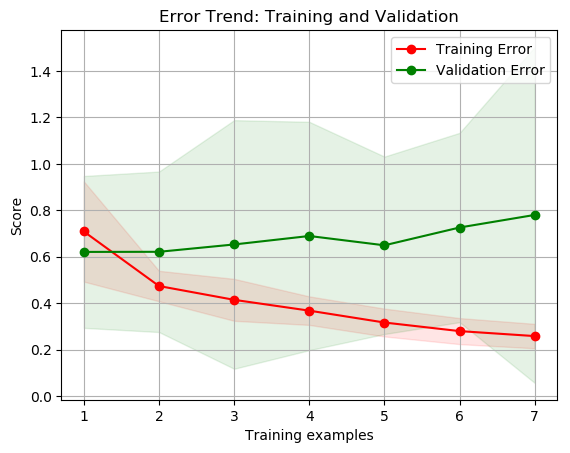 Error Trend: Training and Validation
Training Error
Validation Error
Score
1.4
1.2
1.0
0.8
0.6
0.4
0.2
0.0
1 2 3 4 5 6 7
Training examples